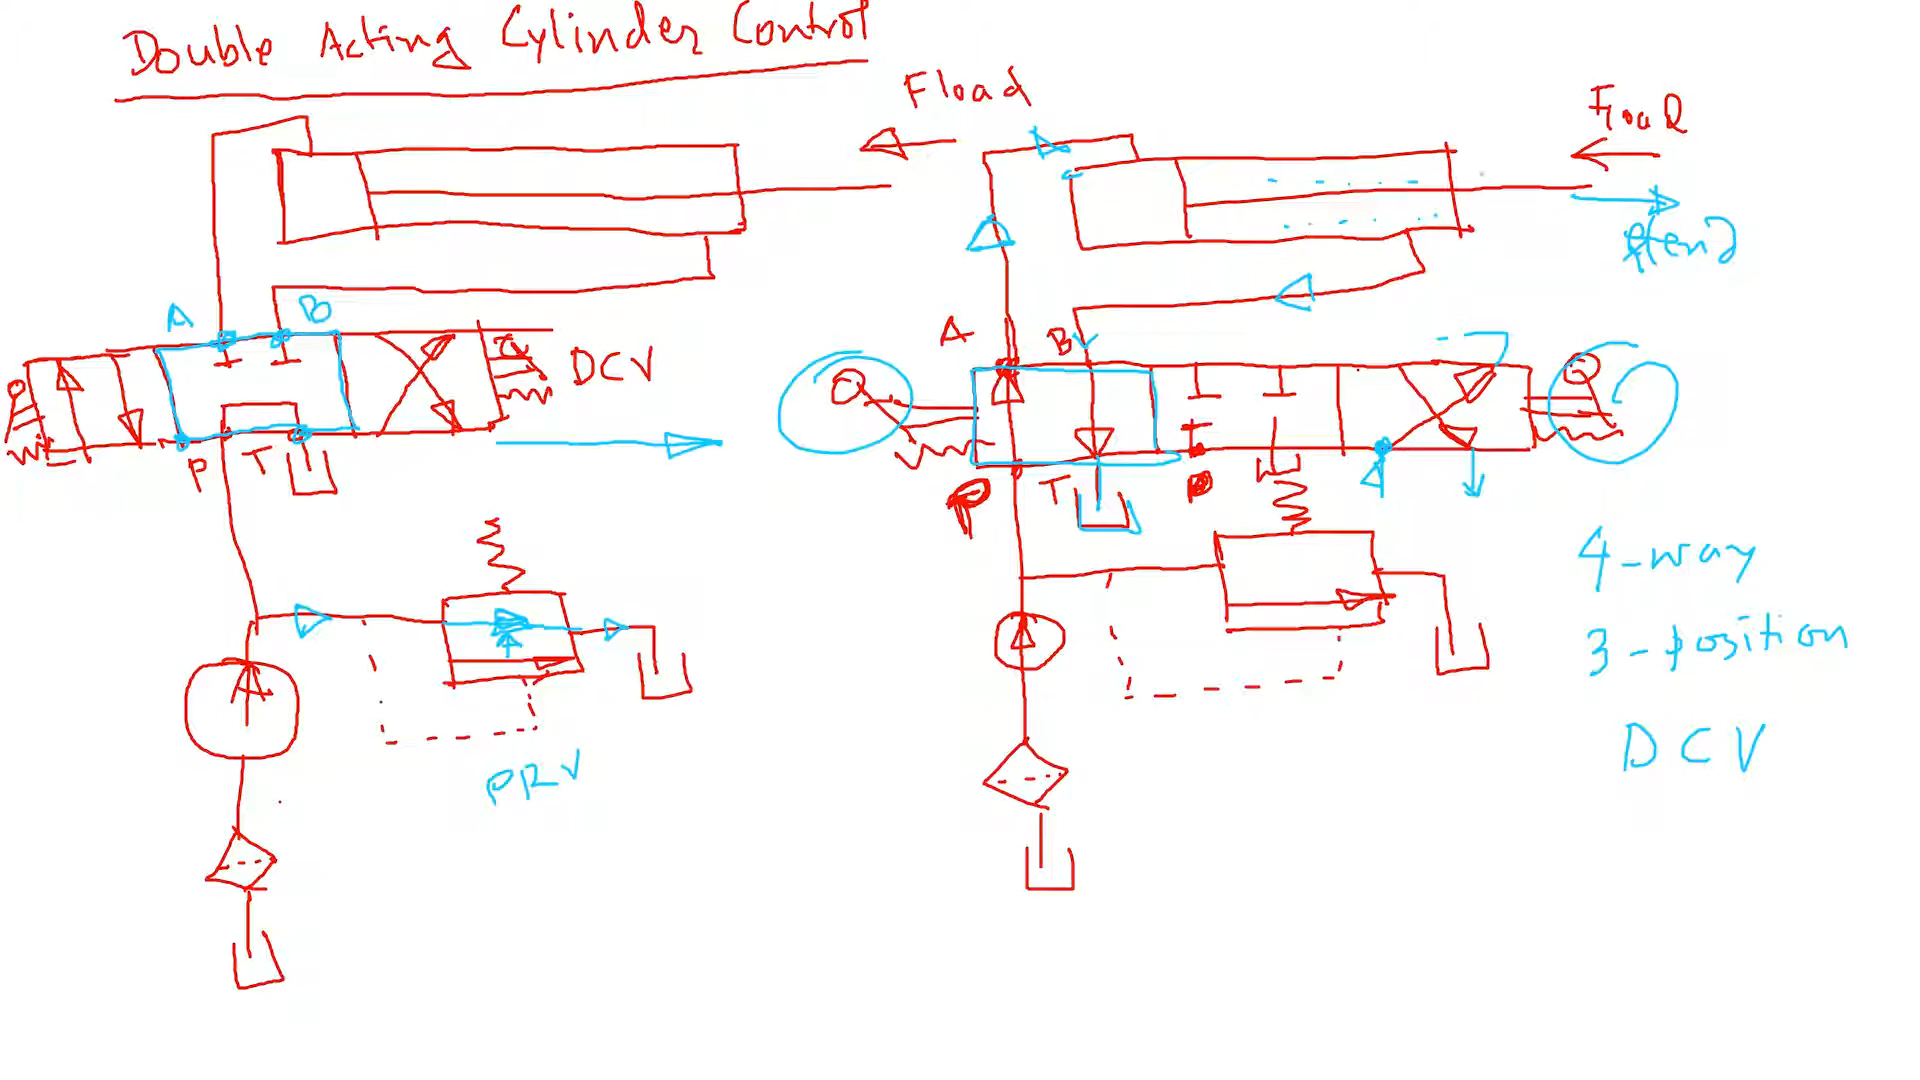 Double Acting Cylinder Control
Fload
Fload
A B
DCV
P T
PRV
A B
P T
4-way
3-position
DCV